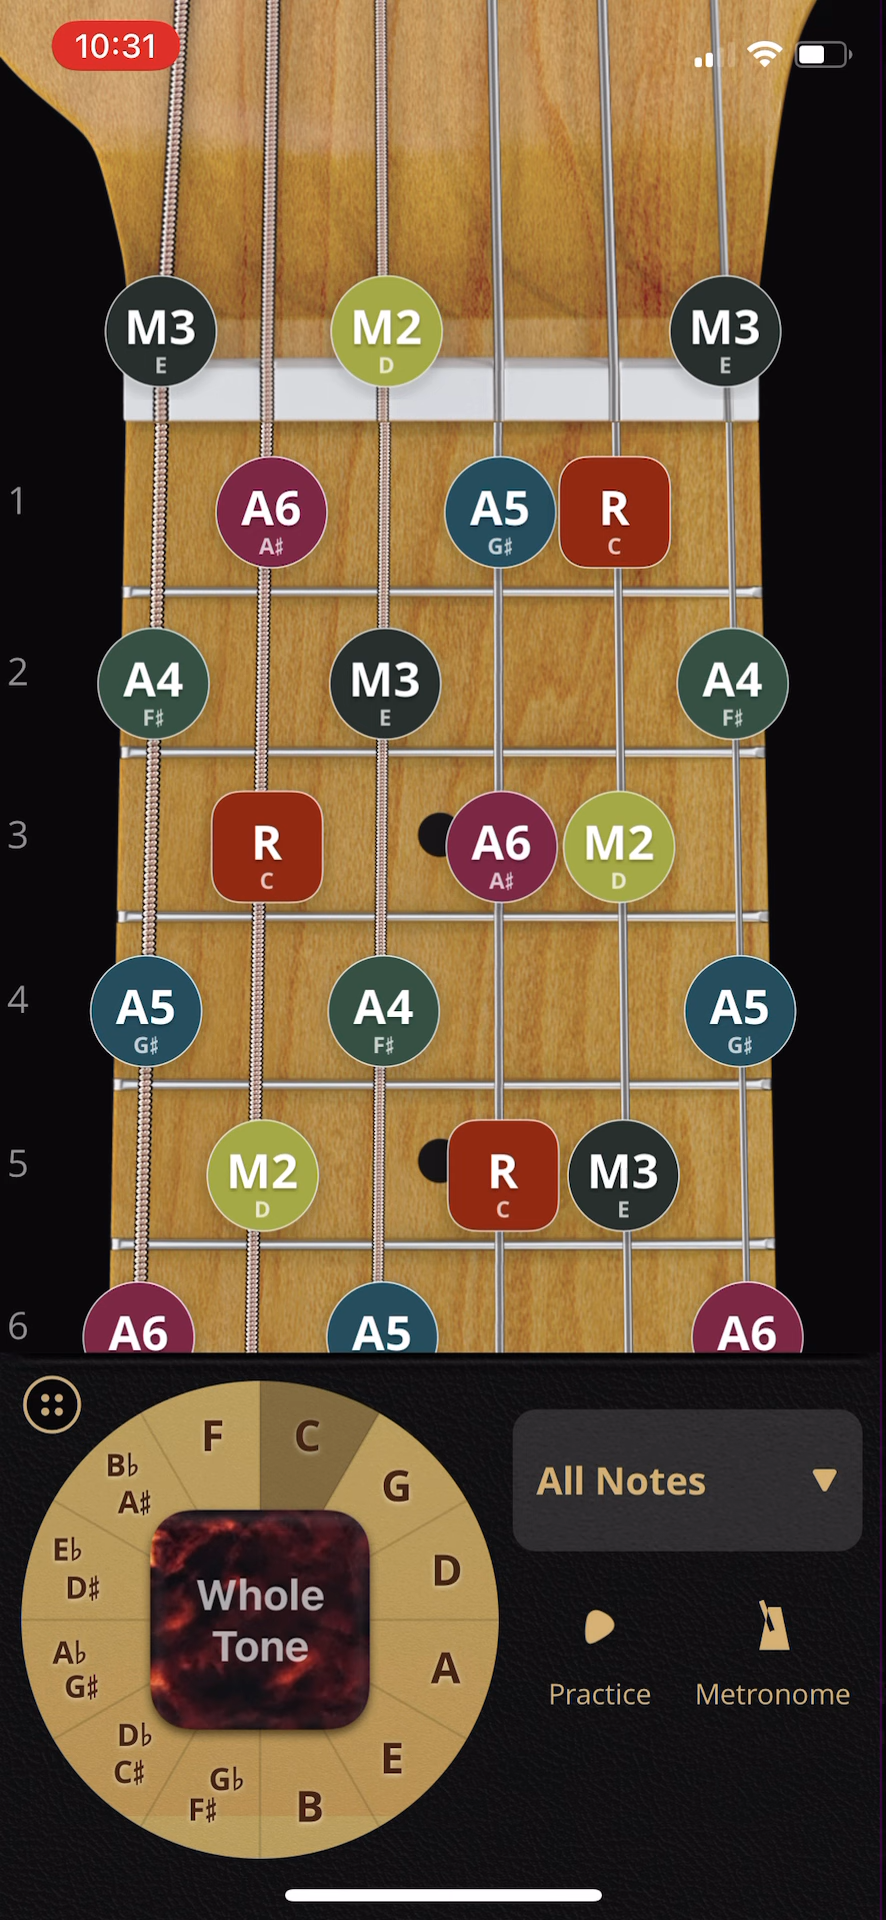 10:31
M3 M2 M3
E D E
1
A6 A5 R
A♯ G♯ C
2
A4 M3 A4
F♯ E F♯
3
R A6 M2
C A♯ D
4
A5 A4 A5
G♯ F♯ G♯
5
M2 R M3
D C E
6
A6 A5 A6
F C
B♭
A♯
G
E♭
D♯
D
A♭
G♯
A
D♭
C♯
E
G♭
F♯
B
Whole
Tone
All Notes
Practice Metronome